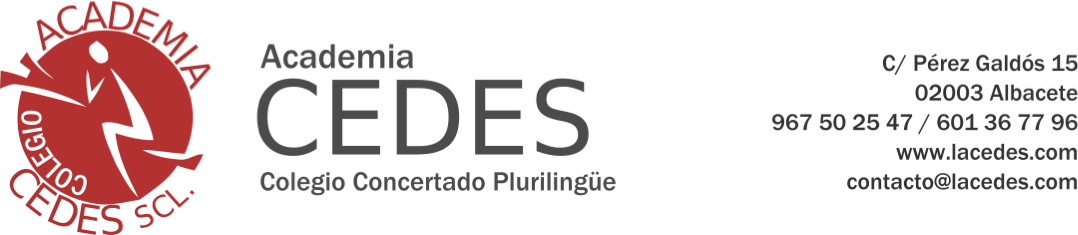 ACADEMIA
COLEGIO
CEDES SCL.
Academia
CEDES
Colegio Concertado Plurilingüe
C/ Pérez Galdós 15
02003 Albacete
967 50 25 47 / 601 36 77 96
www.lacedes.com
contacto@lacedes.com